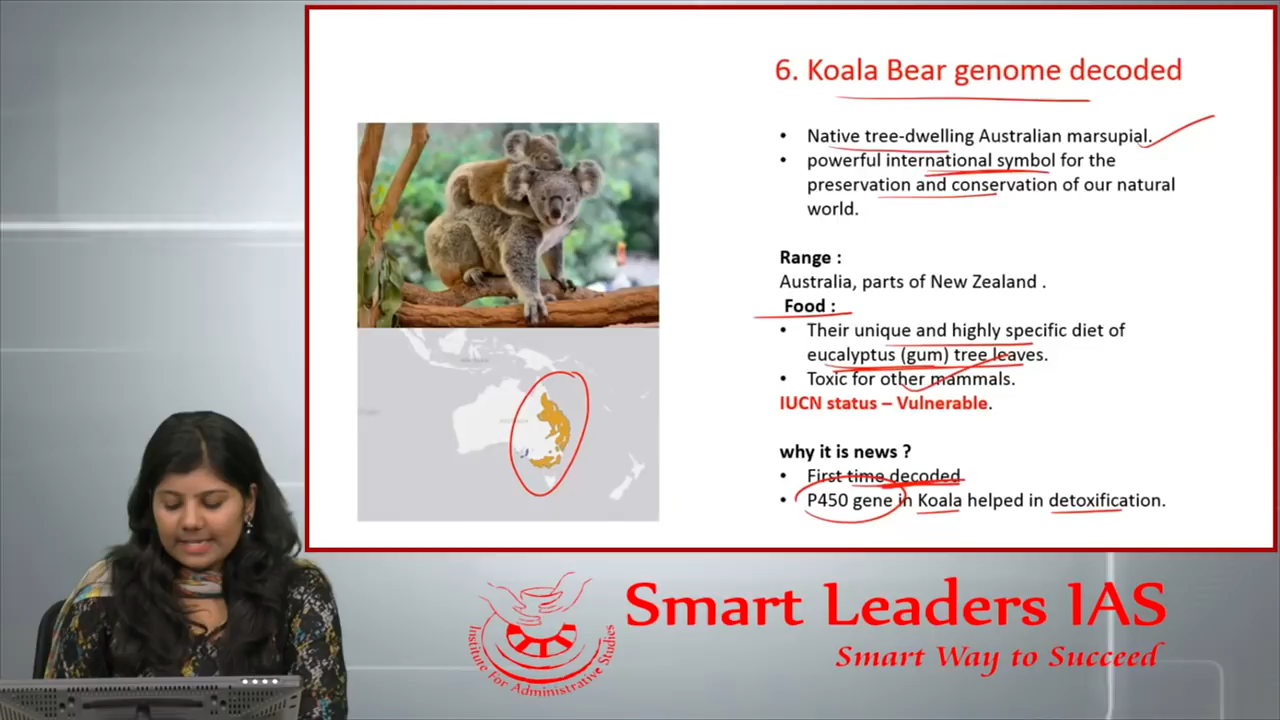 6. Koala Bear genome decoded
• Native tree-dwelling Australian marsupial.
• powerful international symbol for the
preservation and conservation of our natural
world.
Range :
Australia, parts of New Zealand .
Food :
• Their unique and highly specific diet of
eucalyptus (gum) tree leaves.
• Toxic for other mammals.
IUCN status – Vulnerable.
why it is news ?
• First time decoded
• P450 gene in Koala helped in detoxification.
Smart Leaders IAS
Smart Way to Succeed
Institute For Administrative Studies